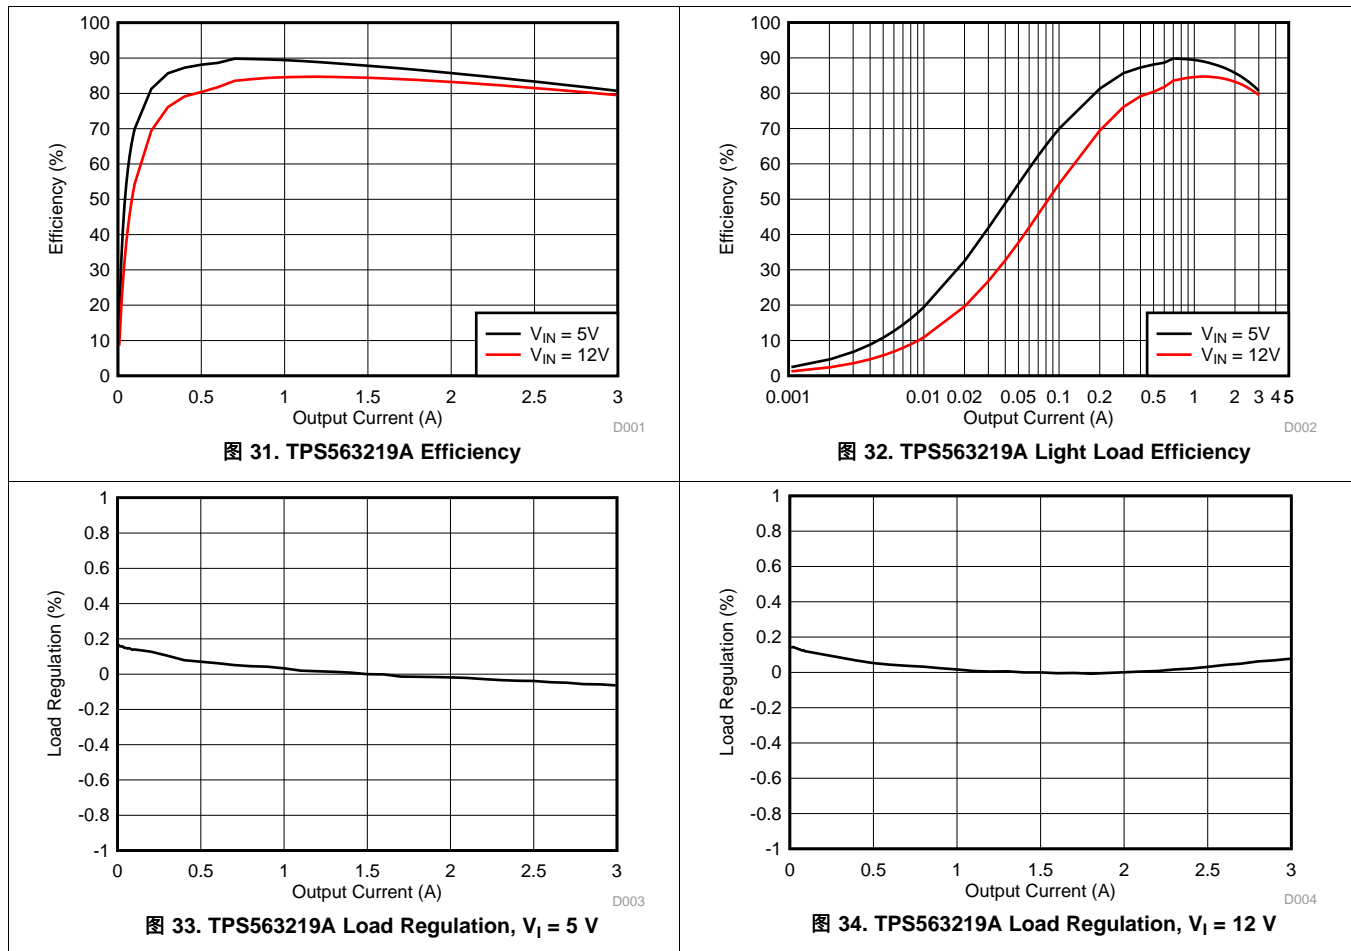 100
90
80
70
60
50
40
30
20
10
0
Efficiency (%)
V_IN = 5V
V_IN = 12V
0 0.5 1 1.5 2 2.5 3
Output Current (A)
D001
图 31. TPS563219A Efficiency
100
90
80
70
60
50
40
30
20
10
0
Efficiency (%)
V_IN = 5V
V_IN = 12V
0.001 0.01 0.02 0.05 0.1 0.2 0.5 1 2 3 4 5
Output Current (A)
D002
图 32. TPS563219A Light Load Efficiency
1
0.8
0.6
0.4
0.2
0
-0.2
-0.4
-0.6
-0.8
-1
Load Regulation (%)
0 0.5 1 1.5 2 2.5 3
Output Current (A)
D003
图 33. TPS563219A Load Regulation, V_I = 5 V
1
0.8
0.6
0.4
0.2
0
-0.2
-0.4
-0.6
-0.8
-1
Load Regulation (%)
0 0.5 1 1.5 2 2.5 3
Output Current (A)
D004
图 34. TPS563219A Load Regulation, V_I = 12 V